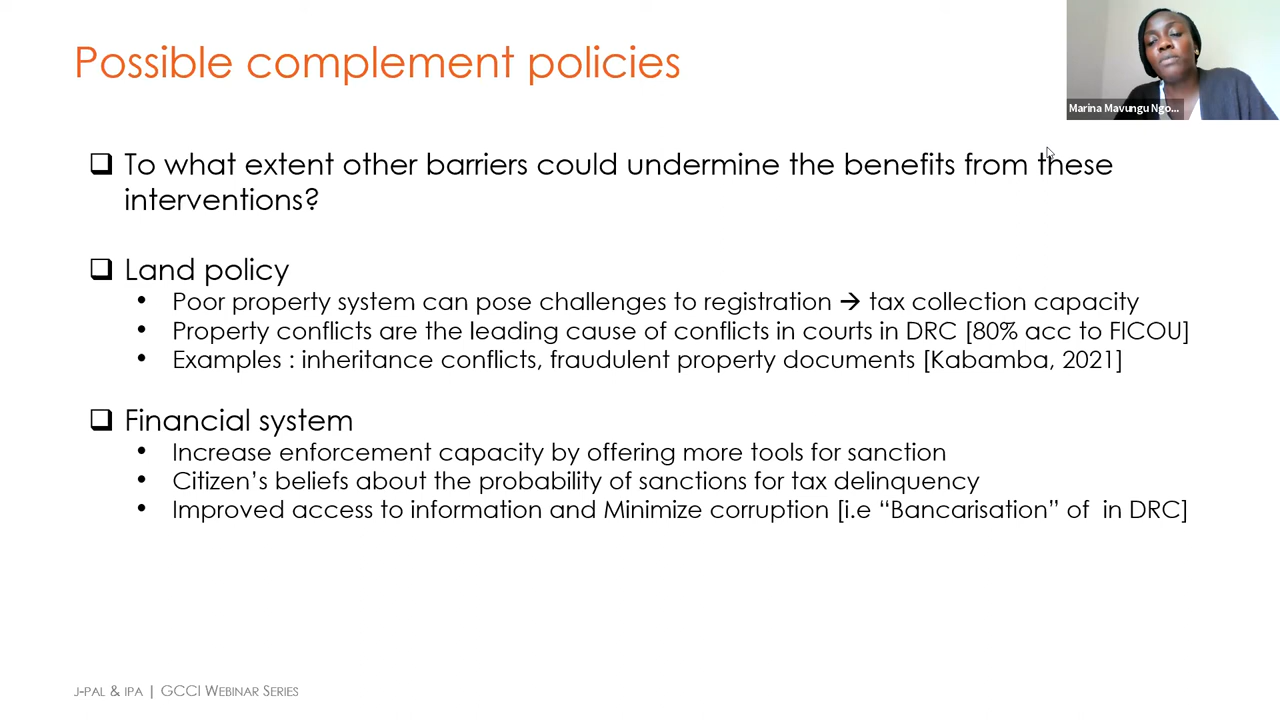 Possible complement policies
Marina Mavungu Ngo...
❑ To what extent other barriers could undermine the benefits from these
interventions?
❑ Land policy
• Poor property system can pose challenges to registration → tax collection capacity
• Property conflicts are the leading cause of conflicts in courts in DRC [80% acc to FICOU]
• Examples : inheritance conflicts, fraudulent property documents [Kabamba, 2021]
❑ Financial system
• Increase enforcement capacity by offering more tools for sanction
• Citizen’s beliefs about the probability of sanctions for tax delinquency
• Improved access to information and Minimize corruption [i.e “Bancarisation” of  in DRC]
J-PAL & IPA | GCCI WEBINAR SERIES